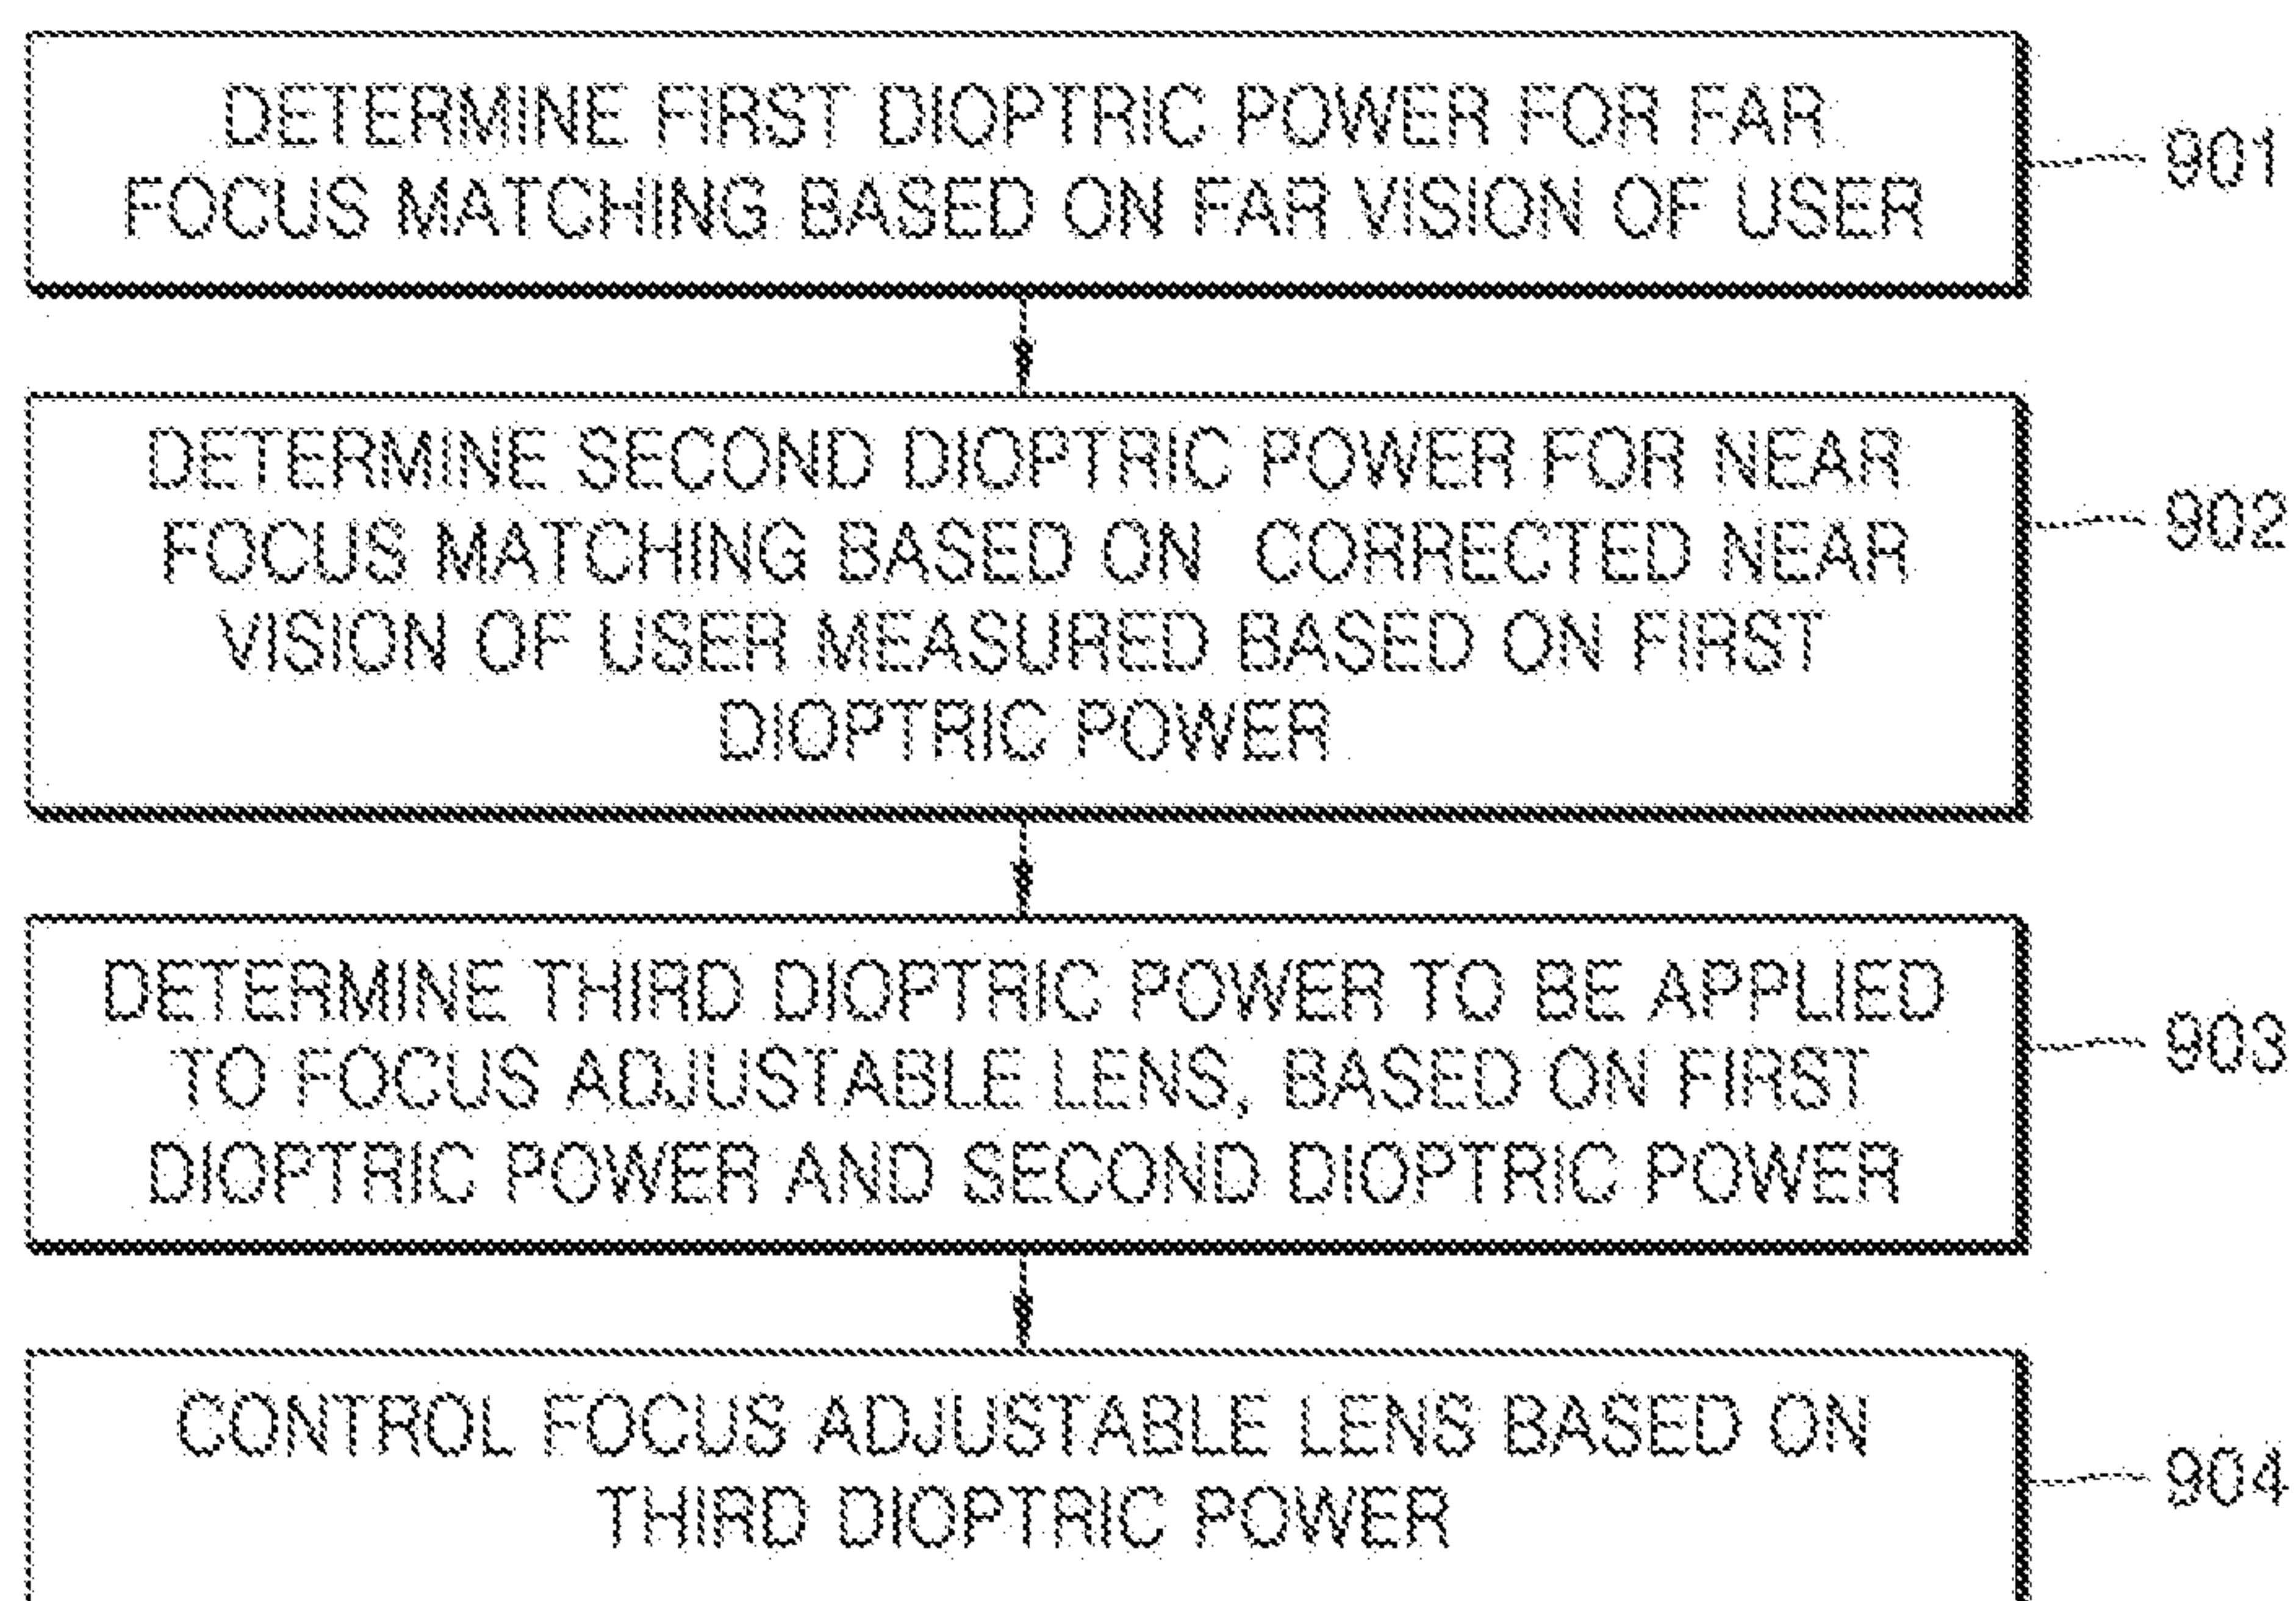 DETERMINE FIRST DIOPTRIC POWER FOR FAR
FOCUS MATCHING BASED ON FAR VISION OF USER
901
DETERMINE SECOND DIOPTRIC POWER FOR NEAR
FOCUS MATCHING BASED ON CORRECTED NEAR
VISION OF USER MEASURED BASED ON FIRST
DIOPTRIC POWER
902
DETERMINE THIRD DIOPTRIC POWER TO BE APPLIED
TO FOCUS ADJUSTABLE LENS, BASED ON FIRST
DIOPTRIC POWER AND SECOND DIOPTRIC POWER
903
CONTROL FOCUS ADJUSTABLE LENS BASED ON
THIRD DIOPTRIC POWER
904